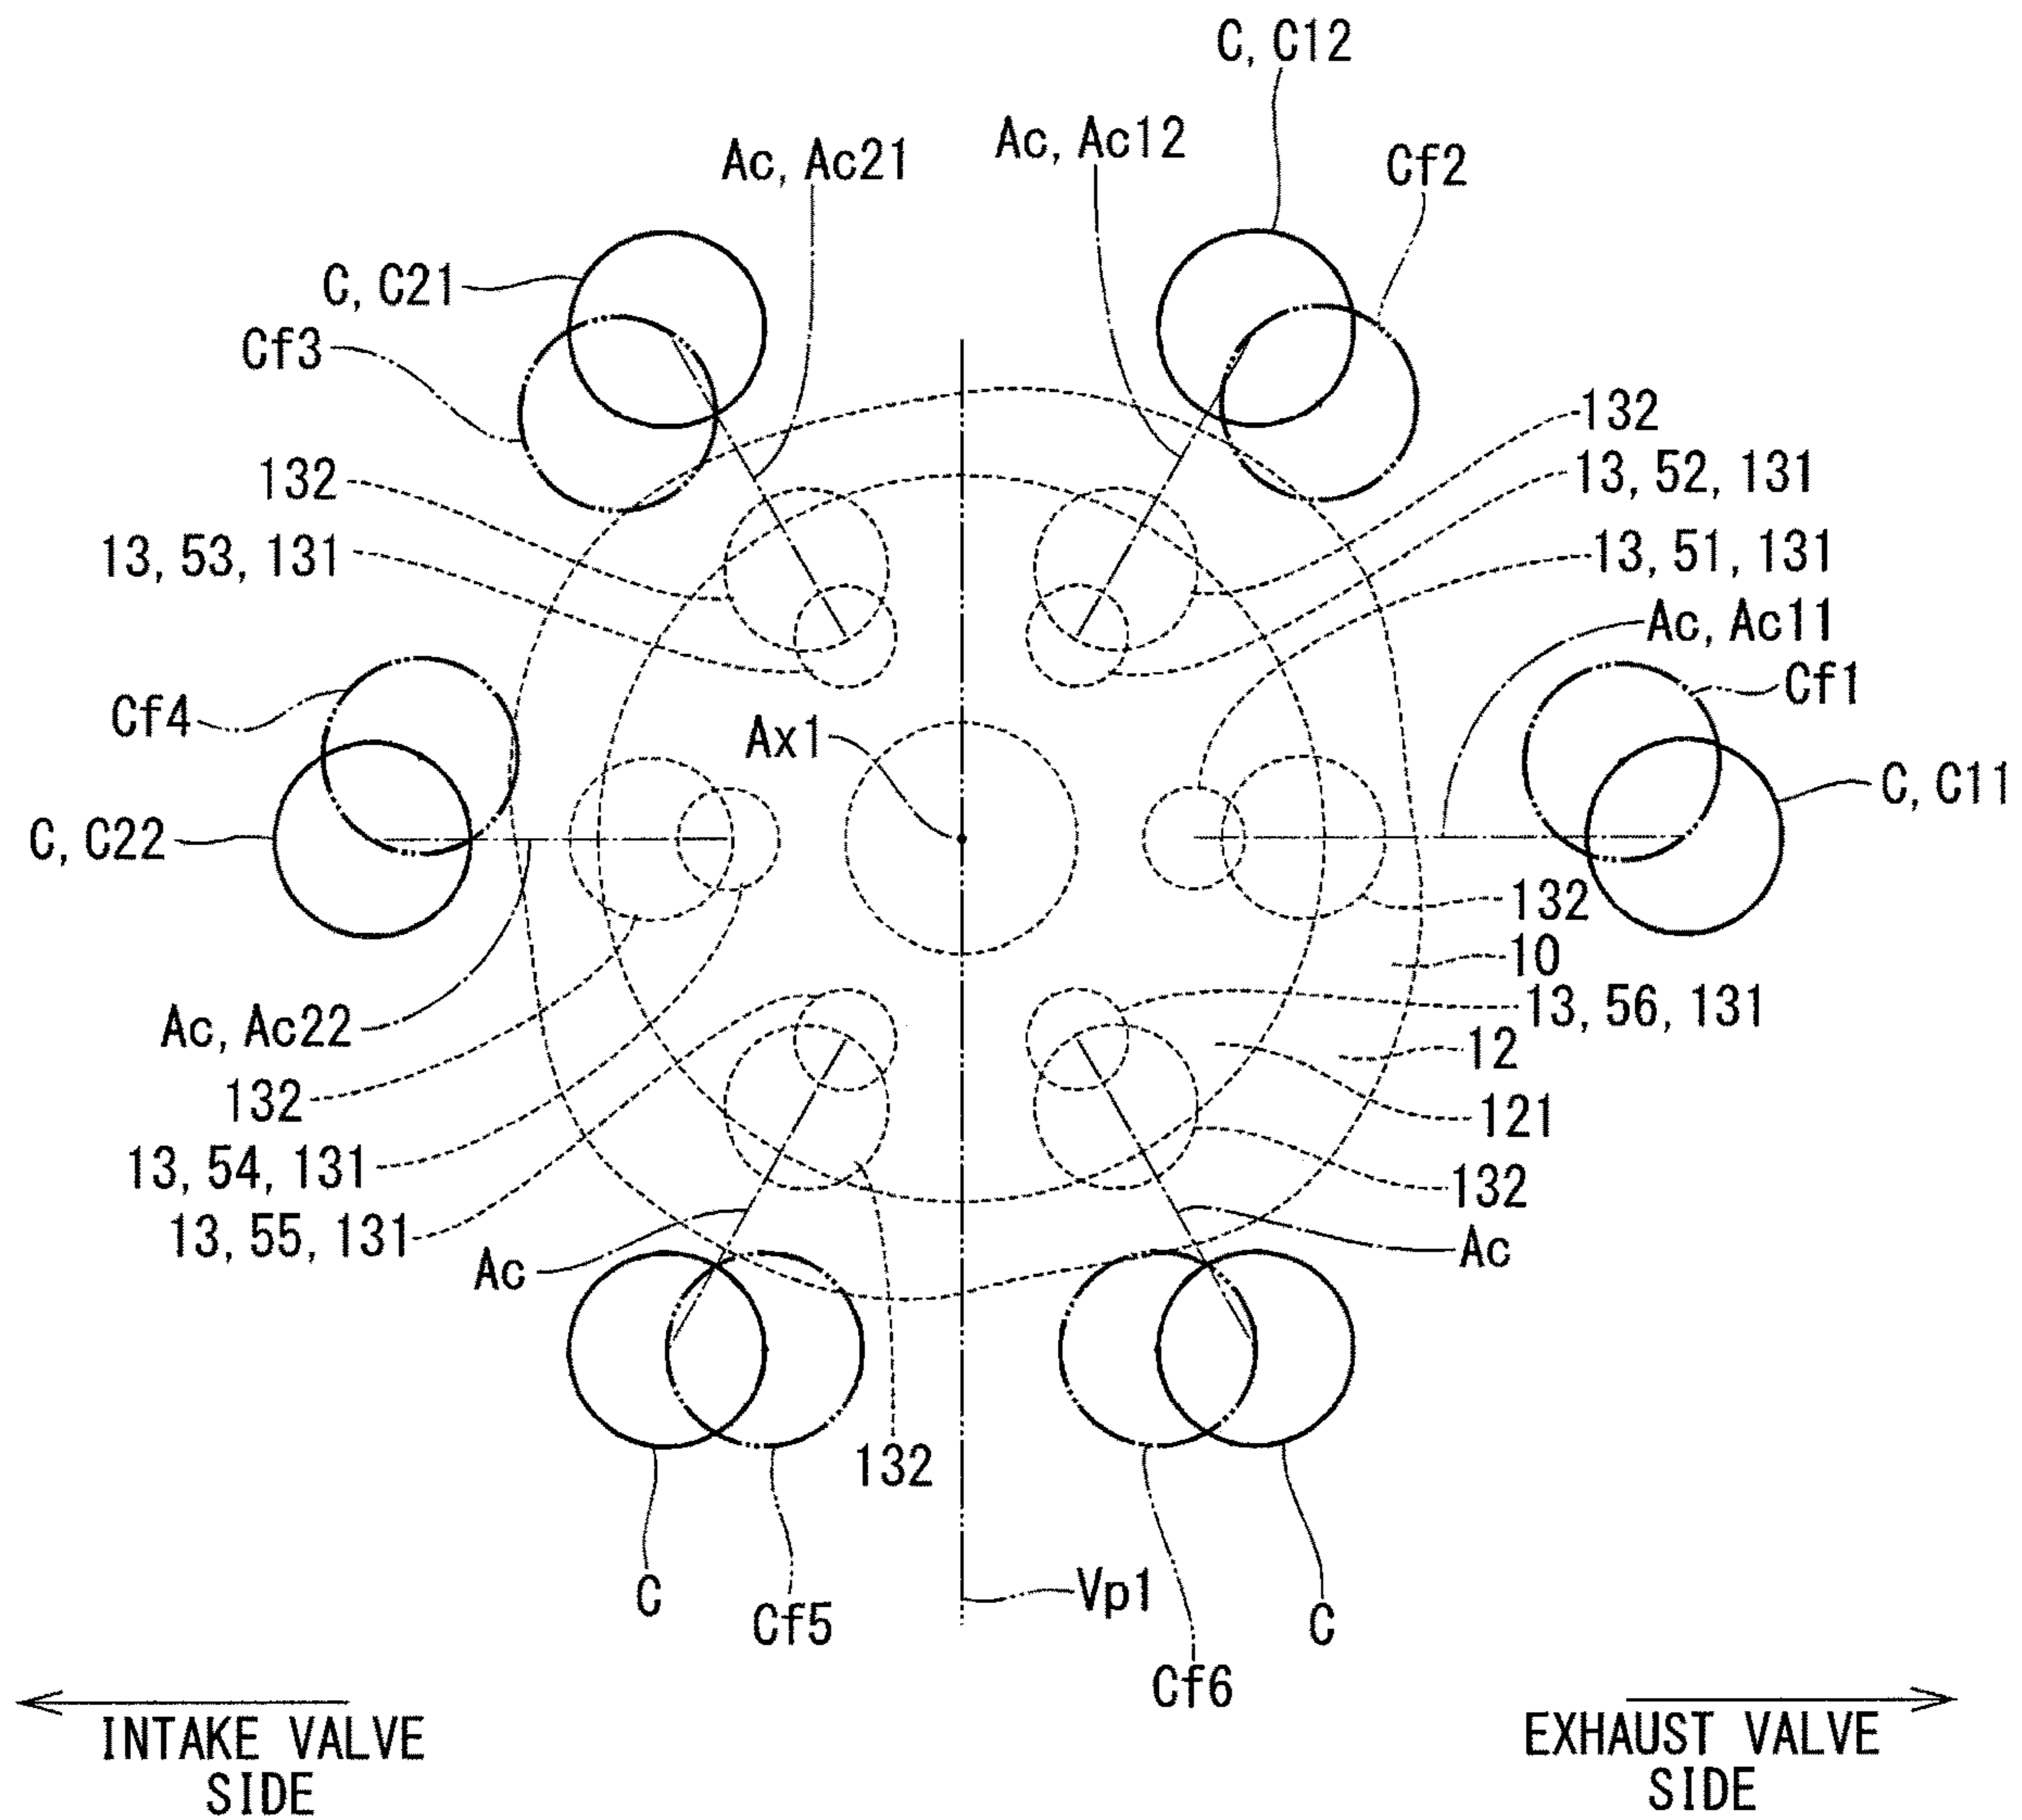 C, C12
Ac, Ac21
Ac, Ac12
Cf2
C, C21
Cf3
132
132
13, 52, 131
13, 53, 131
13, 51, 131
Ac, Ac11
Cf1
Cf4
Ax1
C, C11
C, C22
132
10
13, 56, 131
Ac, Ac22
12
132
121
13, 54, 131
132
13, 55, 131
Ac
Ac
132
C
Vp1
Cf5
C
Cf6
INTAKE VALVE
SIDE
EXHAUST VALVE
SIDE